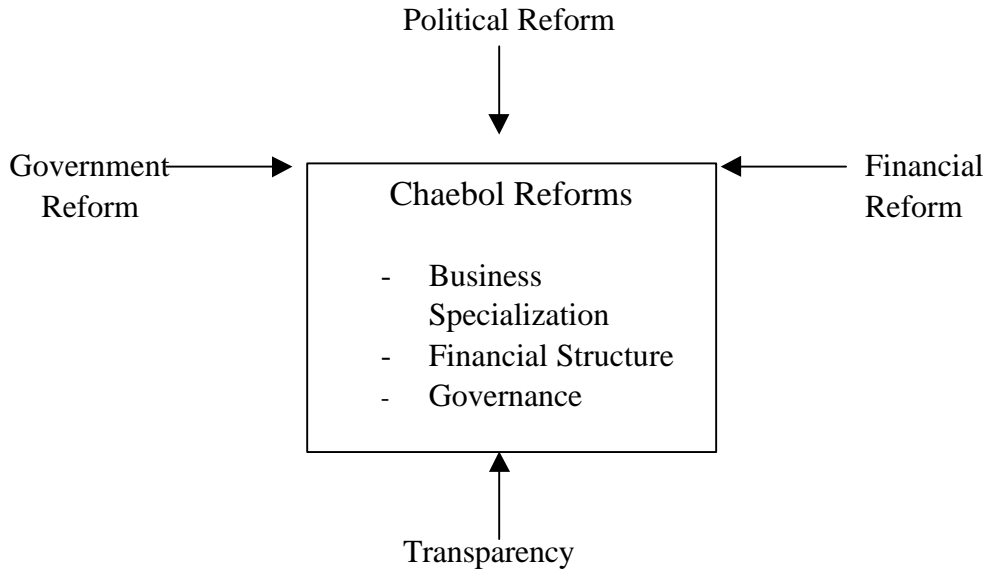 Political Reform
Government
Reform
Financial
Reform
Chaebol Reforms
- Business
Specialization
- Financial Structure
- Governance
Transparency